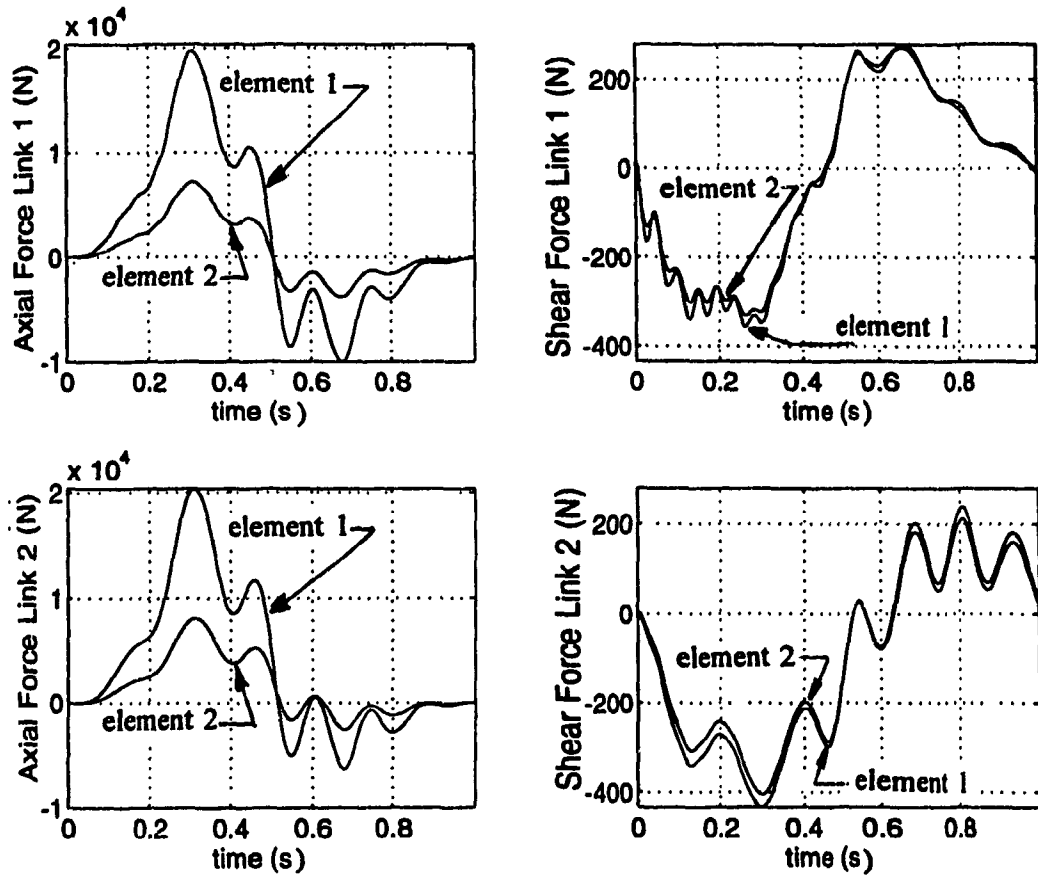 x 10⁴
2
1
0
-1
Axial Force Link 1 (N)
element 1
element 2
0 0.2 0.4 0.6 0.8
time (s)
200
0
-200
-400
Shear Force Link 1 (N)
element 2
element 1
0 0.2 0.4 0.6 0.8
time (s)
x 10⁴
2
1
0
-1
Axial Force Link 2 (N)
element 1
element 2
0 0.2 0.4 0.6 0.8
time (s)
200
0
-200
-400
Shear Force Link 2 (N)
element 2
element 1
0 0.2 0.4 0.6 0.8
time (s)